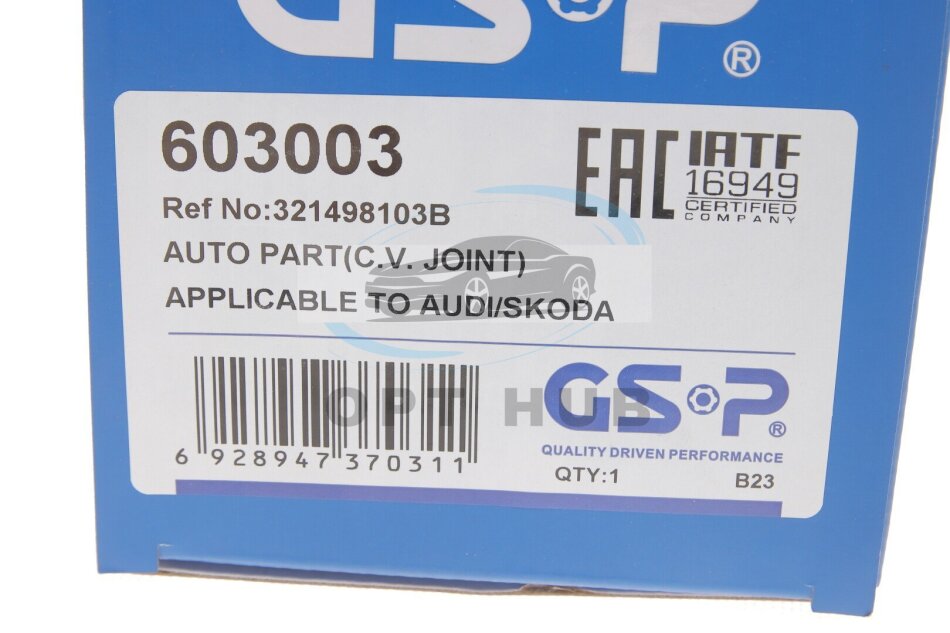 GSP®
603003
EAC
IATF
16949
CERTIFIED
COMPANY
Ref No:321498103B
AUTO PART(C.V. JOINT)
APPLICABLE TO AUDI/SKODA
OPT HUB
6 928947 370311
GSP®
QUALITY DRIVEN PERFORMANCE
QTY:1
B23